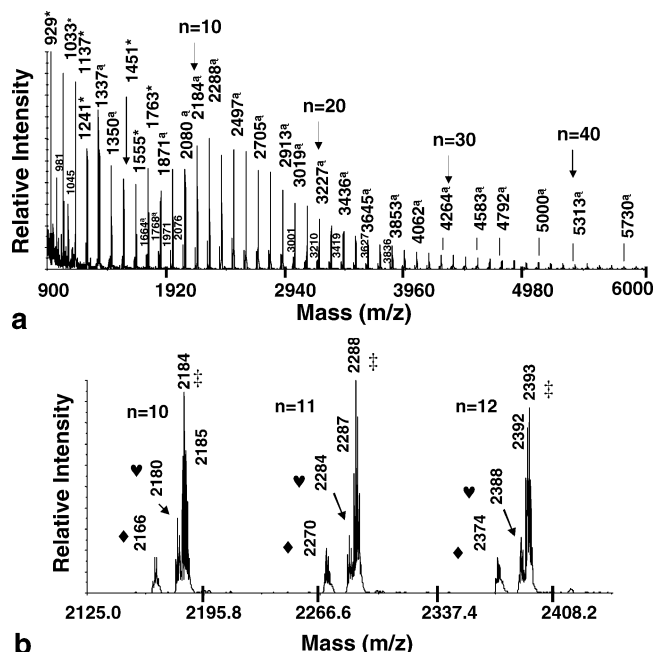 929*
1033*
1137*
1241*
1337ª
1350ª
1451*
1555*
1763*
1871ª
2080 ª
2184ª
2288ª
2497ª
2705ª
2913ª
3019ª
3227ª
3436ª
3645ª
3853ª
4062ª
4264ª
4583ª
4792ª
5000ª
5313ª
5730ª
981
1045
1664ª
1768ª
1971
2076
3001
3210
3419
3627
3836
n=10
n=20
n=30
n=40
Relative Intensity
900 1920 2940 3960 4980 6000
Mass (m/z)
a
n=10
n=11
n=12
♦ 2166
♥ 2180
2184 ‡
2185
♦ 2270
♥ 2284
2287
2288 ‡
♦ 2374
♥ 2388
2392
2393 ‡
Relative Intensity
2125.0 2195.8 2266.6 2337.4 2408.2
Mass (m/z)
b